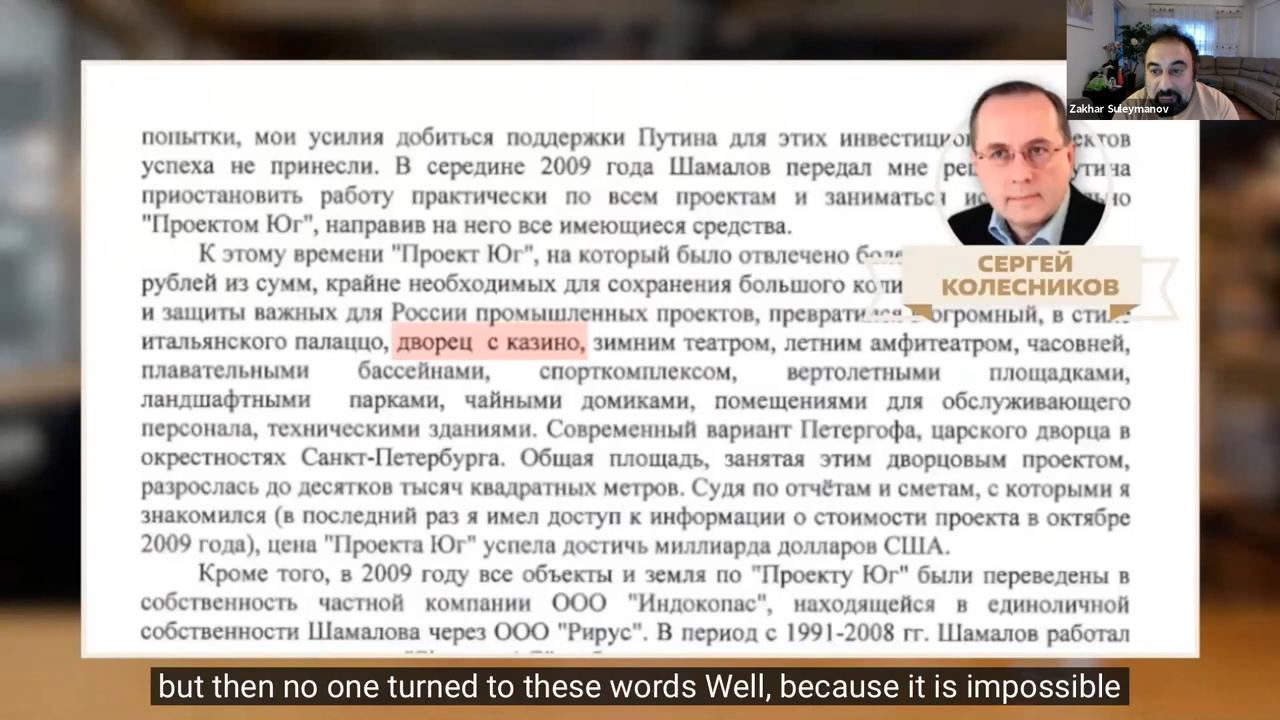 Zakhar Suleymanov
попытки, мои усилия добиться поддержки Путина для этих
успеха не принесли. В середине 2009 года Шамалов передал мне
приостановить работу практически по всем проектам и заниматься
"Проектом Юг", направив на него все имеющиеся средства.
К этому времени "Проект Юг", на который было отвлечено
рублей из сумм, крайне необходимых для сохранения большого
и защиты важных для России промышленных проектов, превратился в огромный, в стиле
итальянского палаццо, дворец с казино, зимним театром, летним амфитеатром, часовней,
плавательными бассейнами, спорткомплексом, вертолетными площадками,
ландшафтными парками, чайными домиками, помещениями для обслуживающего
персонала, техническими зданиями. Современный вариант Петергофа, царского дворца в
окрестностях Санкт-Петербурга. Общая площадь, занятая этим дворцовым проектом,
разрослась до десятков тысяч квадратных метров. Судя по отчётам и сметам, с которыми я
знакомился (в последний раз я имел доступ к информации о стоимости проекта в октябре
2009 года), цена "Проекта Юг" успела достичь миллиарда долларов США.
Кроме того, в 2009 году все объекты и земля по "Проекту Юг" были переведены в
собственность частной компании ООО "Индокопас", находящейся в единоличной
собственности Шамалова через ООО "Рирус". В период с 1991-2008 гг. Шамалов работал
СЕРГЕЙ
КОЛЕСНИКОВ
but then no one turned to these words Well, because it is impossible